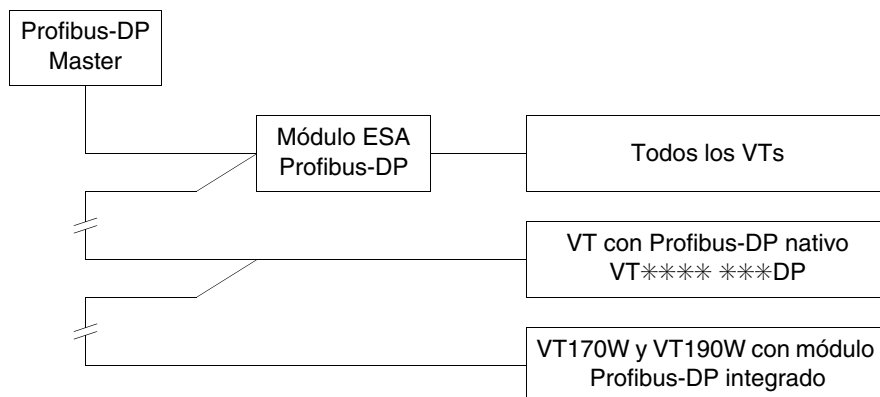 Profibus-DP
Master
Módulo ESA
Profibus-DP
Todos los VTs
VT con Profibus-DP nativo
VT✳✳✳✳ ✳✳✳DP
VT170W y VT190W con módulo
Profibus-DP integrado